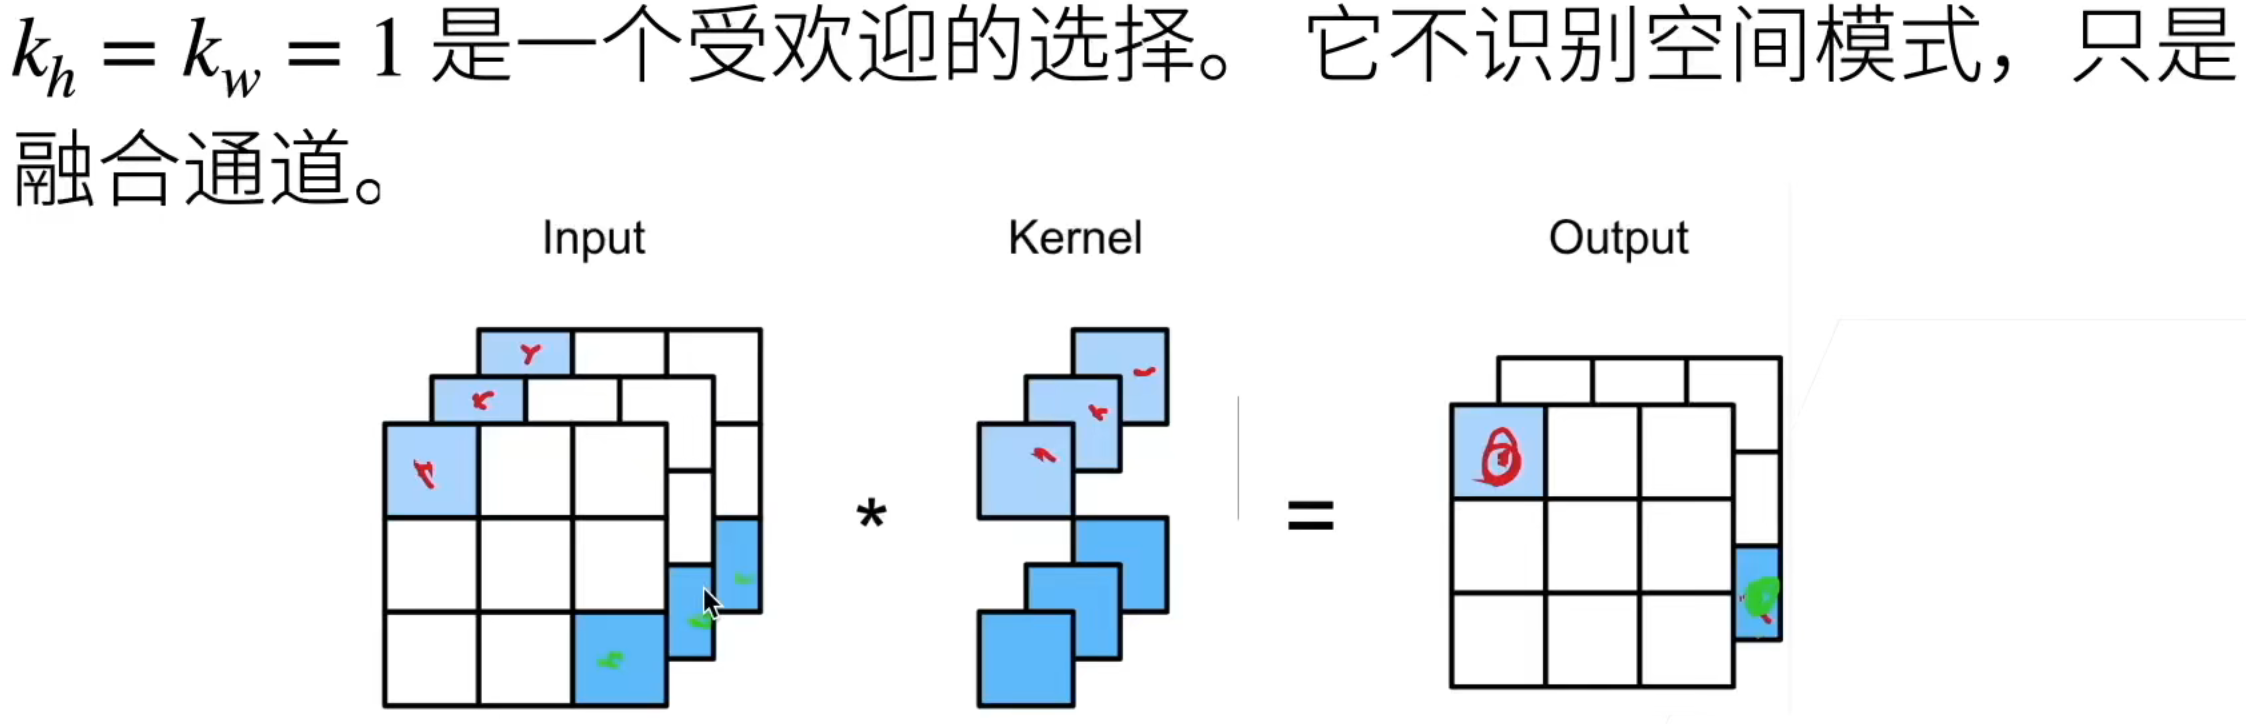 k_h = k_w = 1 是一个受欢迎的选择。 它不识别空间模式，只是
融合通道。
Input Kernel Output
* =